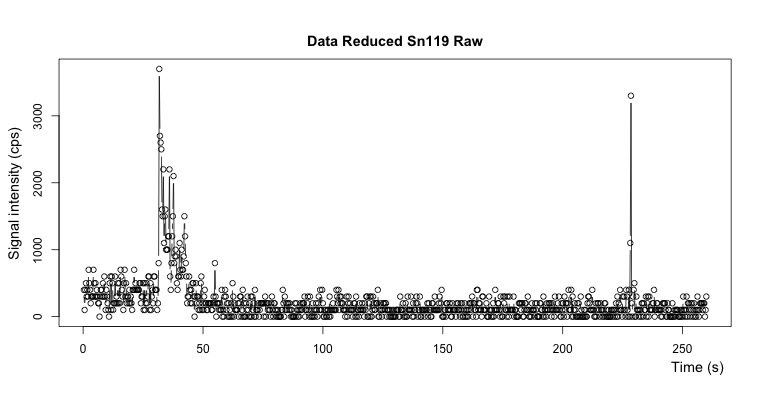 Data Reduced Sn119 Raw
Signal intensity (cps)
3000
2000
1000
0
0 50 100 150 200 250
Time (s)